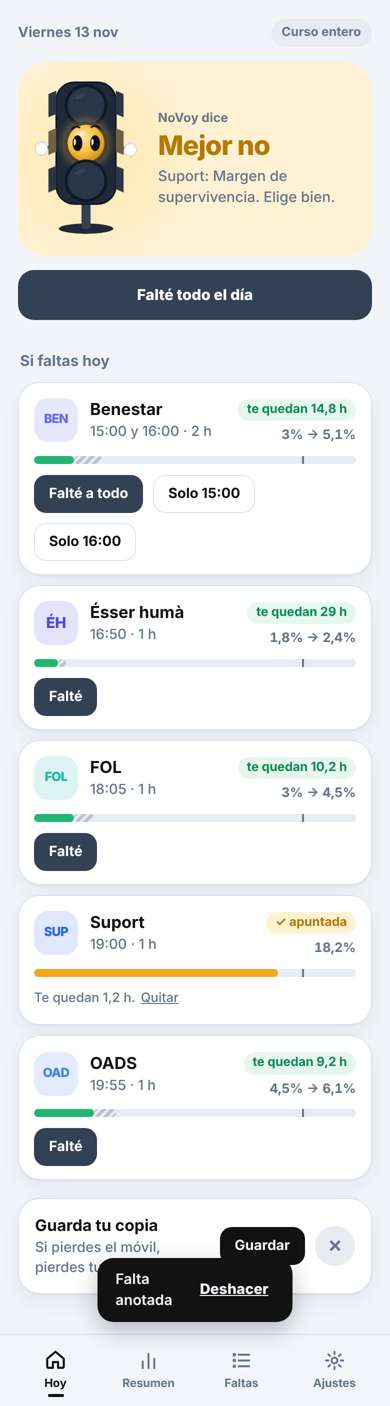 Viernes 13 nov
Curso entero
NoVoy dice
Mejor no
Suport: Margen de
supervivencia. Elige bien.
Falté todo el día
Si faltas hoy
BEN
Benestar
15:00 y 16:00 · 2 h
te quedan 14,8 h
3% → 5,1%
Falté a todo
Solo 15:00
Solo 16:00
ÉH
Ésser humà
16:50 · 1 h
te quedan 29 h
1,8% → 2,4%
Falté
FOL
FOL
18:05 · 1 h
te quedan 10,2 h
3% → 4,5%
Falté
SUP
Suport
19:00 · 1 h
✓ apuntada
18,2%
Te quedan 1,2 h. Quitar
OAD
OADS
19:55 · 1 h
te quedan 9,2 h
4,5% → 6,1%
Falté
Guarda tu copia
Si pierdes el móvil,
pierdes
Guardar
✕
Falta
anotada
Deshacer
Hoy
Resumen
Faltas
Ajustes